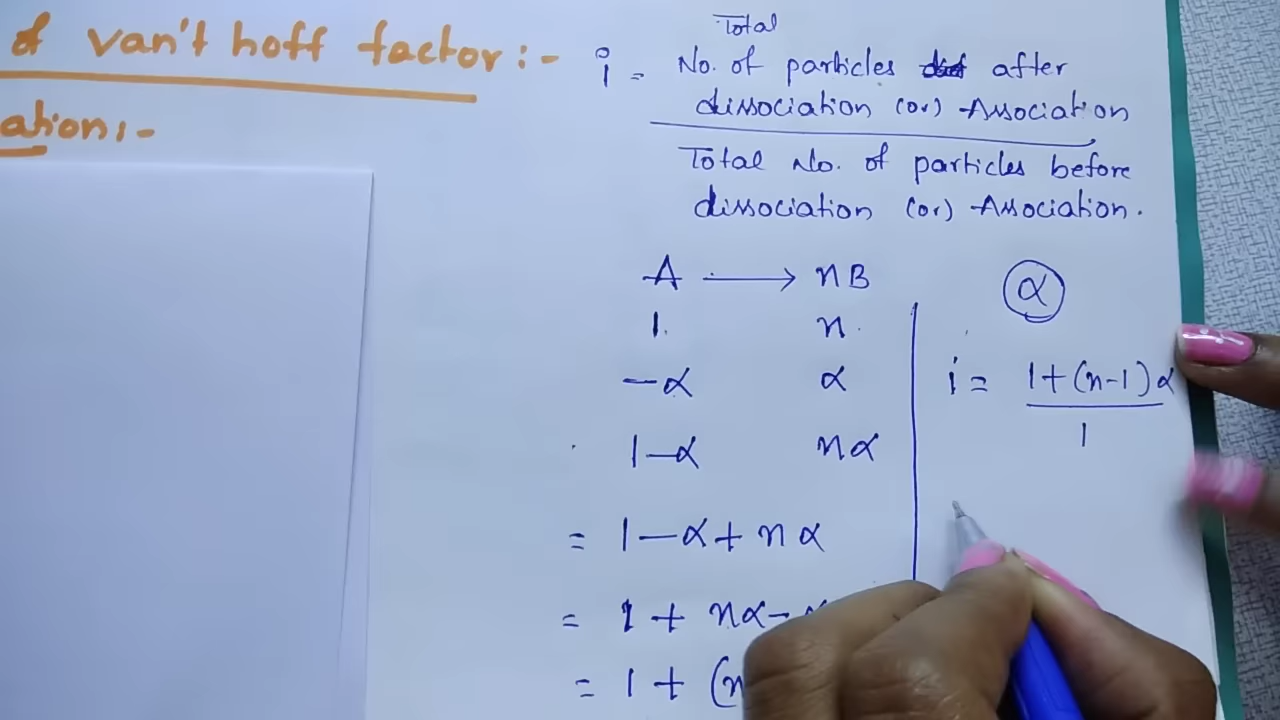 of van't hoff factor:-
ation:-
Total
i = No. of particles after
dissociation (or) Association
Total No. of particles before
dissociation (or) Association.
A → nB
1. n.
-α α
1-α nα
= 1-α+nα
= 1 + nα-
= 1 + (n
α
i = 1+(n-1)α
1